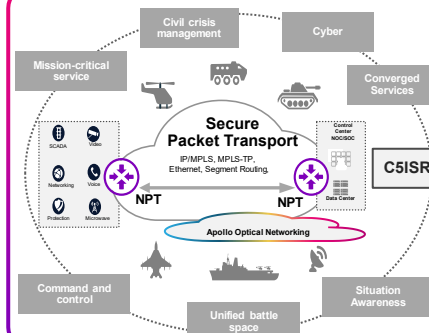 Civil crisis
management
Cyber
Mission-critical
service
Converged
Services
Secure
Packet Transport
IP/MPLS, MPLS-TP,
Ethernet, Segment Routing,
SCADA
Video
Networking
Voice
Protection
Microwave
NPT
NPT
Control
Center
NOC/SOC
Data Center
C5ISR
Apollo Optical Networking
Command and
control
Unified battle
space
Situation
Awareness